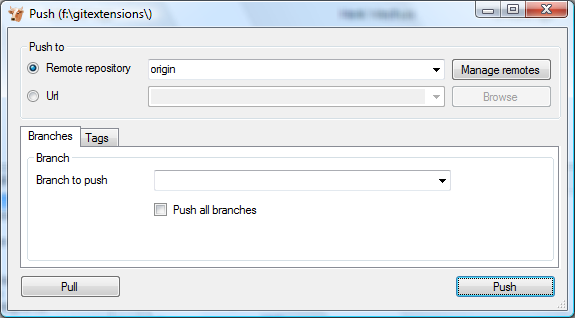 Push (f:\gitextensions\)
Push to
Remote repository origin Manage remotes
Url Browse
Branches Tags
Branch
Branch to push
Push all branches
Pull Push